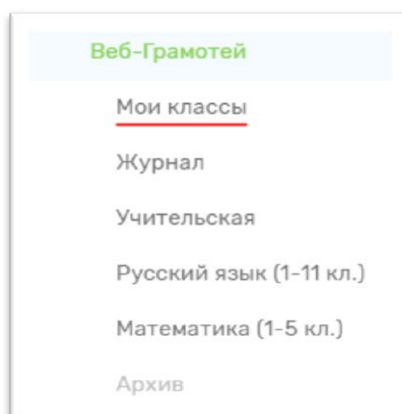 Веб-Грамотей
Мои классы
Журнал
Учительская
Русский язык (1-11 кл.)
Математика (1-5 кл.)
Архив